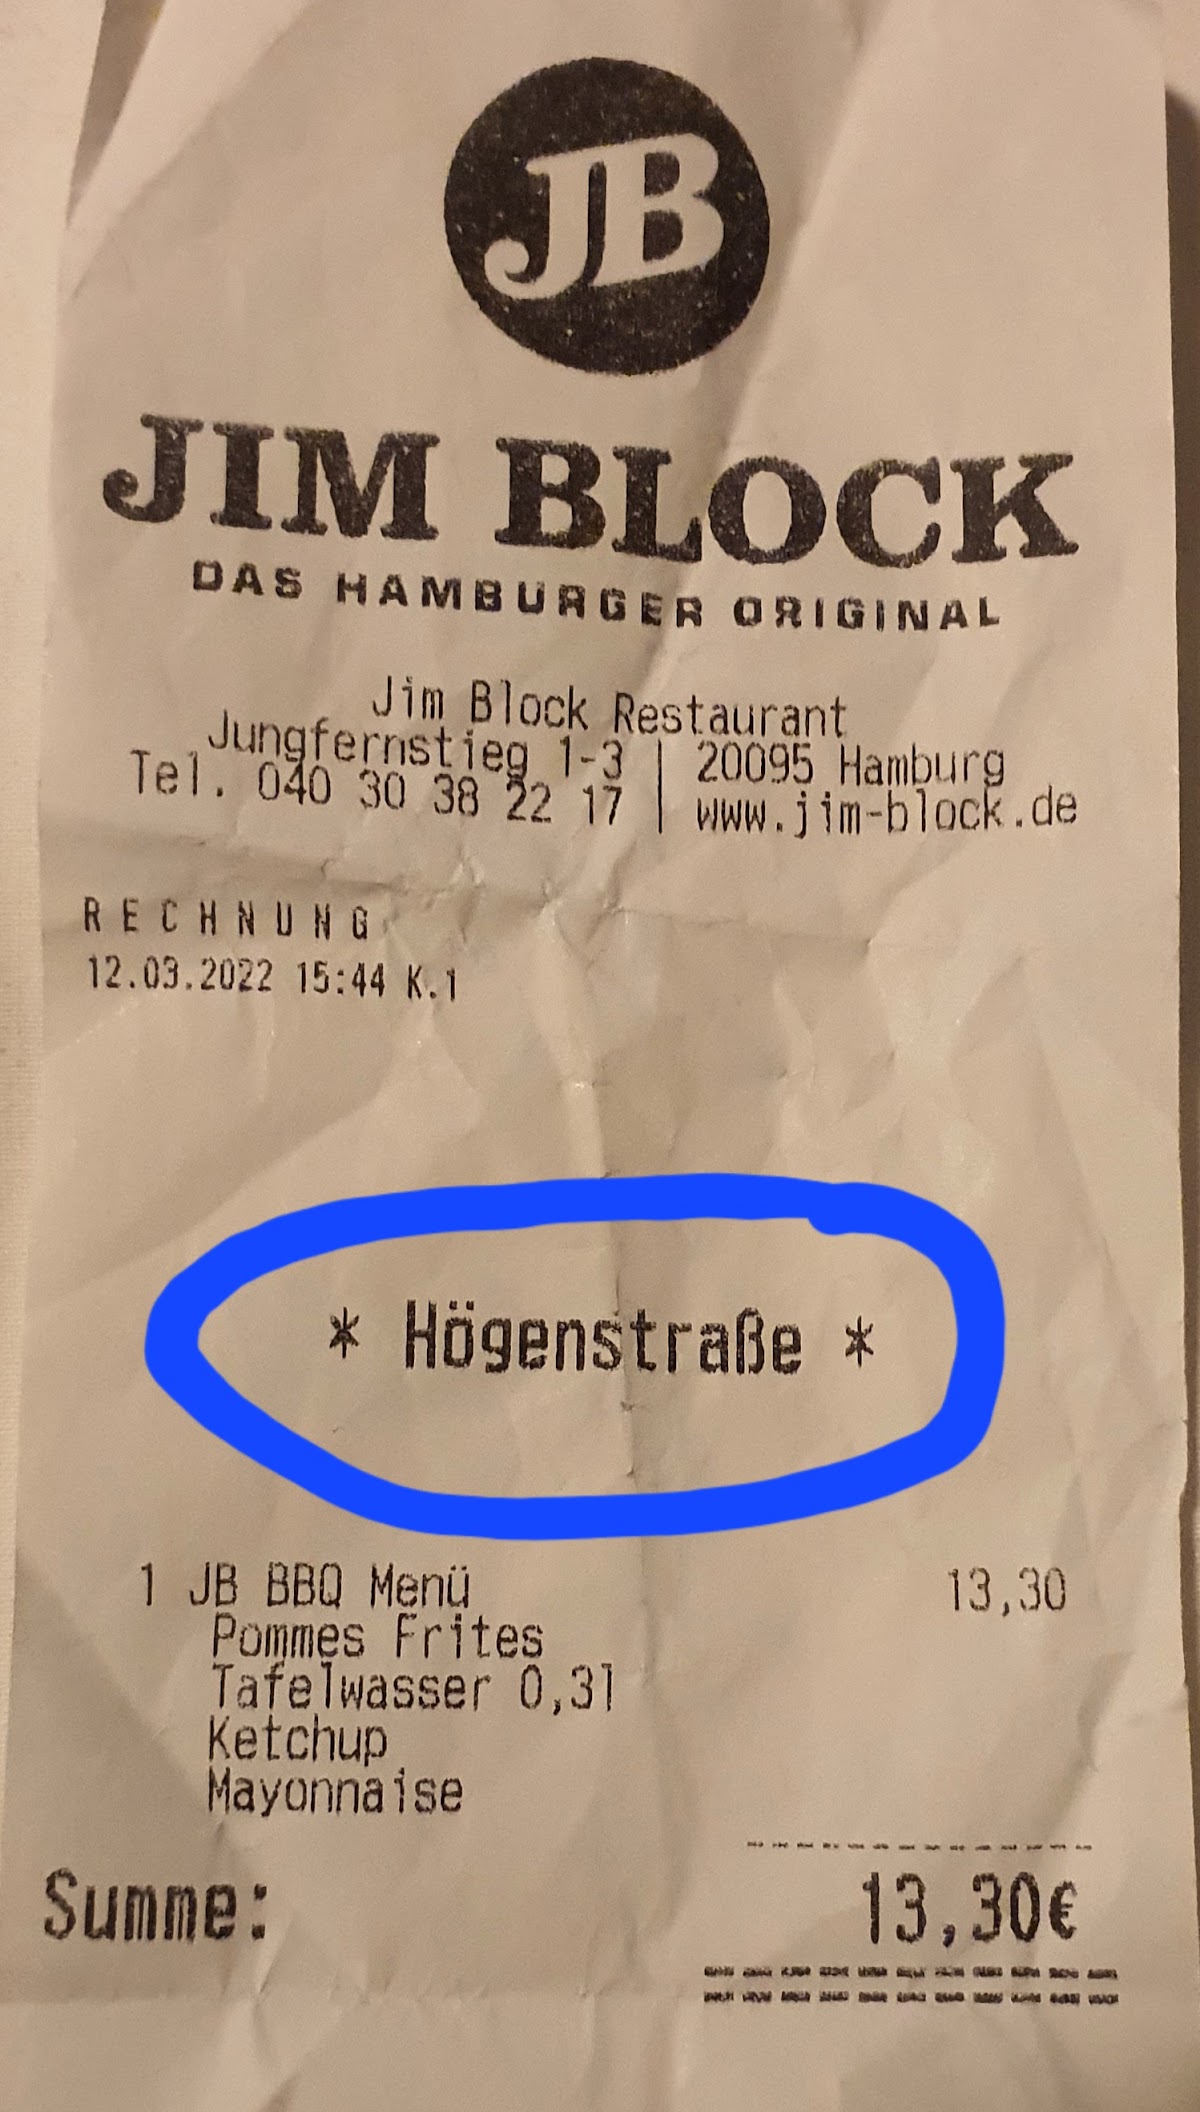 JB
JIM BLOCK
DAS HAMBURGER ORIGINAL
Jim Block Restaurant
Jungfernstieg 1-3 | 20095 Hamburg
Tel. 040 30 38 22 17 | www.jim-block.de
RECHNUNG
12.03.2022 15:44 K.1
* Högenstraße *
1 JB BBQ Menü 13,30
Pommes Frites
Tafelwasser 0,3l
Ketchup
Mayonnaise
Summe: 13,30€